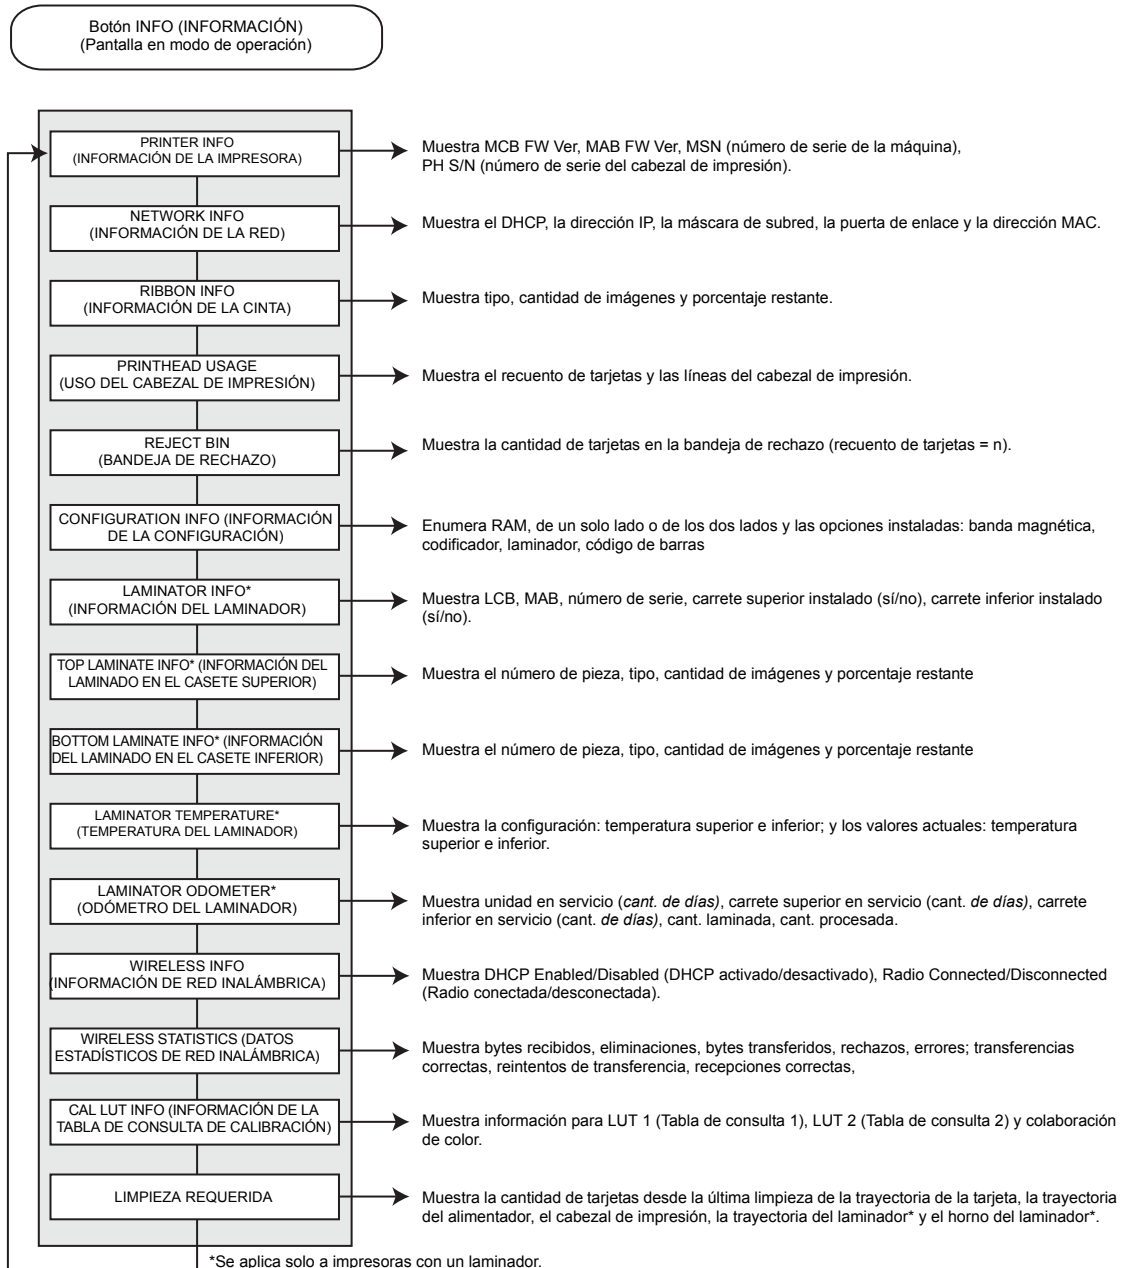 Botón INFO (INFORMACIÓN)
(Pantalla en modo de operación)
PRINTER INFO
(INFORMACIÓN DE LA IMPRESORA)
Muestra MCB FW Ver, MAB FW Ver, MSN (número de serie de la máquina),
PH S/N (número de serie del cabezal de impresión).
NETWORK INFO
(INFORMACIÓN DE LA RED)
Muestra el DHCP, la dirección IP, la máscara de subred, la puerta de enlace y la dirección MAC.
RIBBON INFO
(INFORMACIÓN DE LA CINTA)
Muestra tipo, cantidad de imágenes y porcentaje restante.
PRINTHEAD USAGE
(USO DEL CABEZAL DE IMPRESIÓN)
Muestra el recuento de tarjetas y las líneas del cabezal de impresión.
REJECT BIN
(BANDEJA DE RECHAZO)
Muestra la cantidad de tarjetas en la bandeja de rechazo (recuento de tarjetas = n).
CONFIGURATION INFO (INFORMACIÓN
DE LA CONFIGURACIÓN)
Enumera RAM, de un solo lado o de los dos lados y las opciones instaladas: banda magnética,
codificador, laminador, código de barras
LAMINATOR INFO*
(INFORMACIÓN DEL LAMINADOR)
Muestra LCB, MAB, número de serie, carrete superior instalado (sí/no), carrete inferior instalado
(sí/no).
TOP LAMINATE INFO* (INFORMACIÓN DEL
LAMINADO EN EL CASETE SUPERIOR)
Muestra el número de pieza, tipo, cantidad de imágenes y porcentaje restante
BOTTOM LAMINATE INFO* (INFORMACIÓN
DEL LAMINADO EN EL CASETE INFERIOR)
Muestra el número de pieza, tipo, cantidad de imágenes y porcentaje restante
LAMINATOR TEMPERATURE*
(TEMPERATURA DEL LAMINADOR)
Muestra la configuración: temperatura superior e inferior; y los valores actuales: temperatura
superior e inferior.
LAMINATOR ODOMETER*
(ODÓMETRO DEL LAMINADOR)
Muestra unidad en servicio (cant. de días), carrete superior en servicio (cant. de días), carrete
inferior en servicio (cant. de días), cant. laminada, cant. procesada.
WIRELESS INFO
(INFORMACIÓN DE RED INALÁMBRICA)
Muestra DHCP Enabled/Disabled (DHCP activado/desactivado), Radio Connected/Disconnected
(Radio conectada/desconectada).
WIRELESS STATISTICS (DATOS
ESTADÍSTICOS DE RED INALÁMBRICA)
Muestra bytes recibidos, eliminaciones, bytes transferidos, rechazos, errores; transferencias
correctas, reintentos de transferencia, recepciones correctas,
CAL LUT INFO (INFORMACIÓN DE LA
TABLA DE CONSULTA DE CALIBRACIÓN)
Muestra información para LUT 1 (Tabla de consulta 1), LUT 2 (Tabla de consulta 2) y colaboración
de color.
LIMPIEZA REQUERIDA
Muestra la cantidad de tarjetas desde la última limpieza de la trayectoria de la tarjeta, la trayectoria
del alimentador, el cabezal de impresión, la trayectoria del laminador* y el horno del laminador*.
*Se aplica solo a impresoras con un laminador.